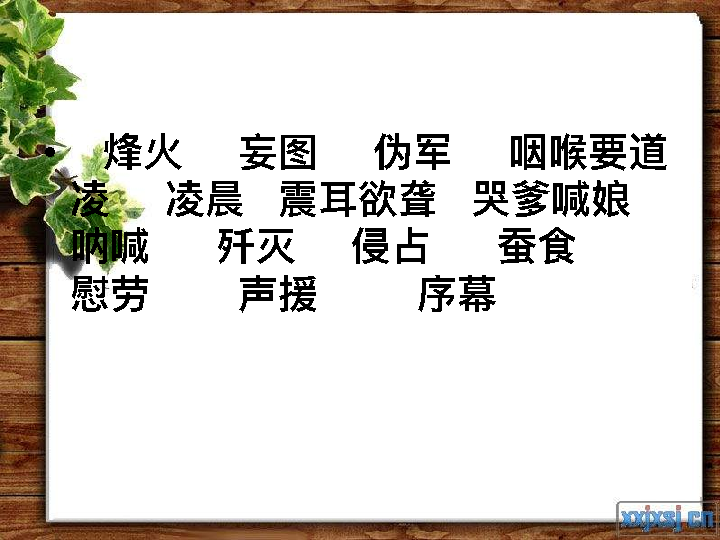 • 烽火 妄图 伪军 咽喉要道
凌 凌晨 震耳欲聋 哭爹喊娘
呐喊 歼灭 侵占 蚕食
慰劳 声援 序幕
xxjxsj.cn